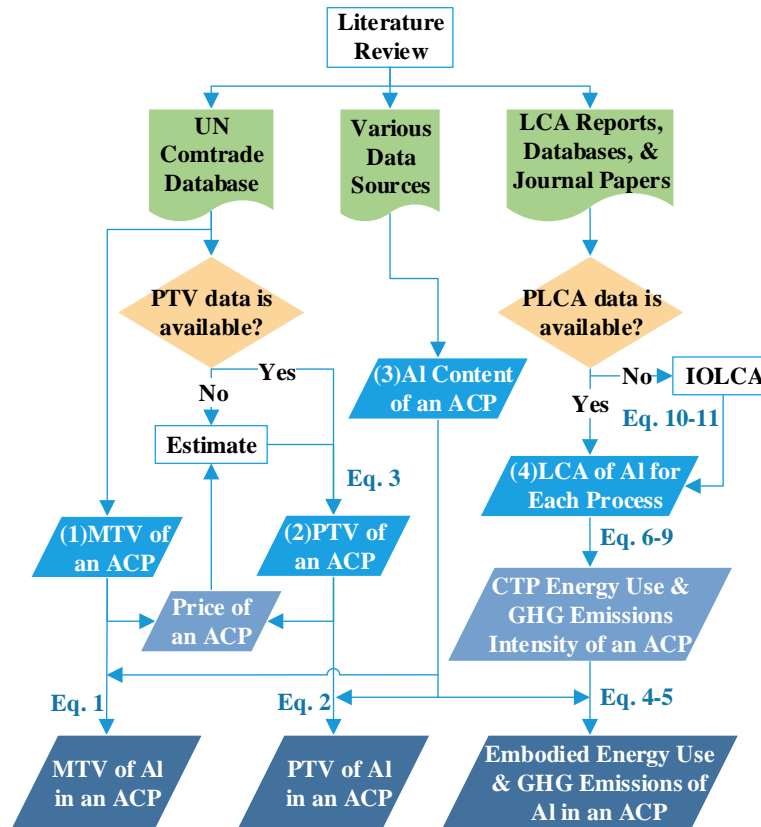 Literature
Review
UN
Comtrade
Database
Various
Data
Sources
LCA Reports,
Databases, &
Journal Papers
PTV data is
available?
PLCA data is
available?
Yes
No
(3)Al Content
of an ACP
No
IOLCA
Yes
Eq. 10-11
Estimate
Eq. 3
(4)LCA of Al for
Each Process
(1)MTV of
an ACP
(2)PTV of
an ACP
Eq. 6-9
Price of
an ACP
CTP Energy Use &
GHG Emissions
Intensity of an ACP
Eq. 1
Eq. 2
Eq. 4-5
MTV of Al
in an ACP
PTV of Al
in an ACP
Embodied Energy Use
& GHG Emissions of
Al in an ACP